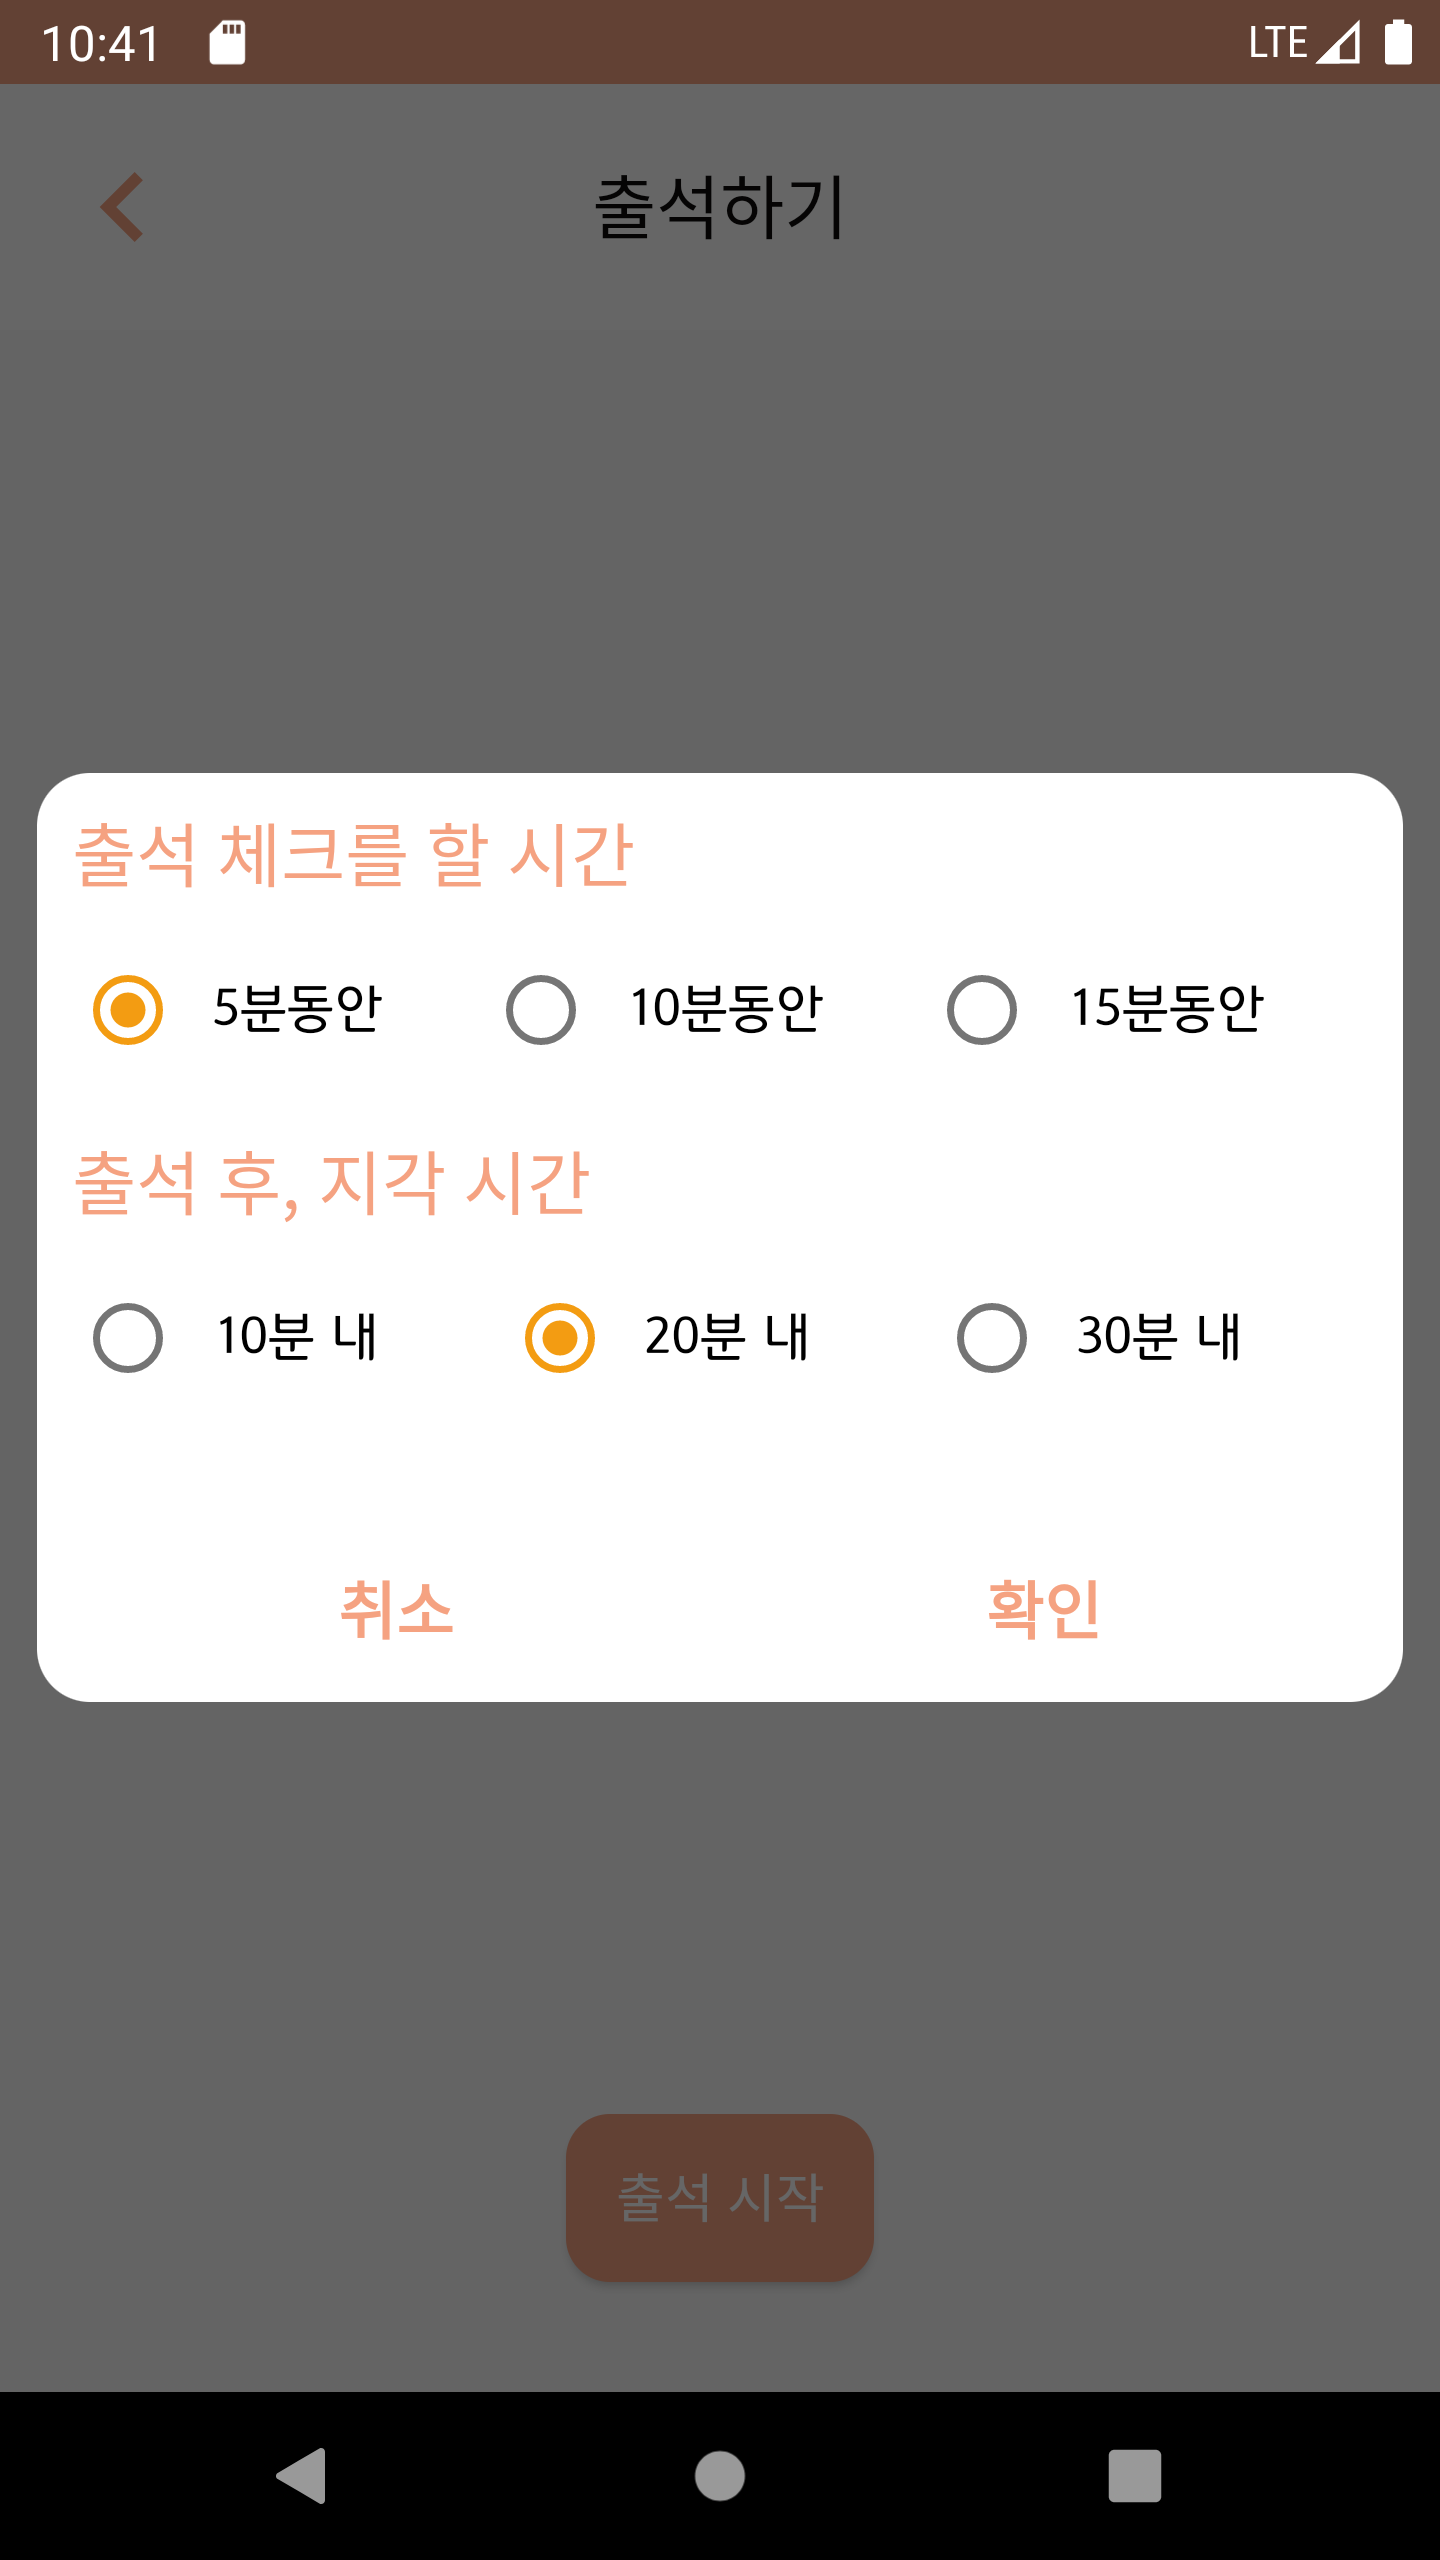 10:41 LTE
출석하기
출석 체크를 할 시간
5분동안 10분동안 15분동안
출석 후, 지각 시간
10분 내 20분 내 30분 내
취소 확인
출석 시작